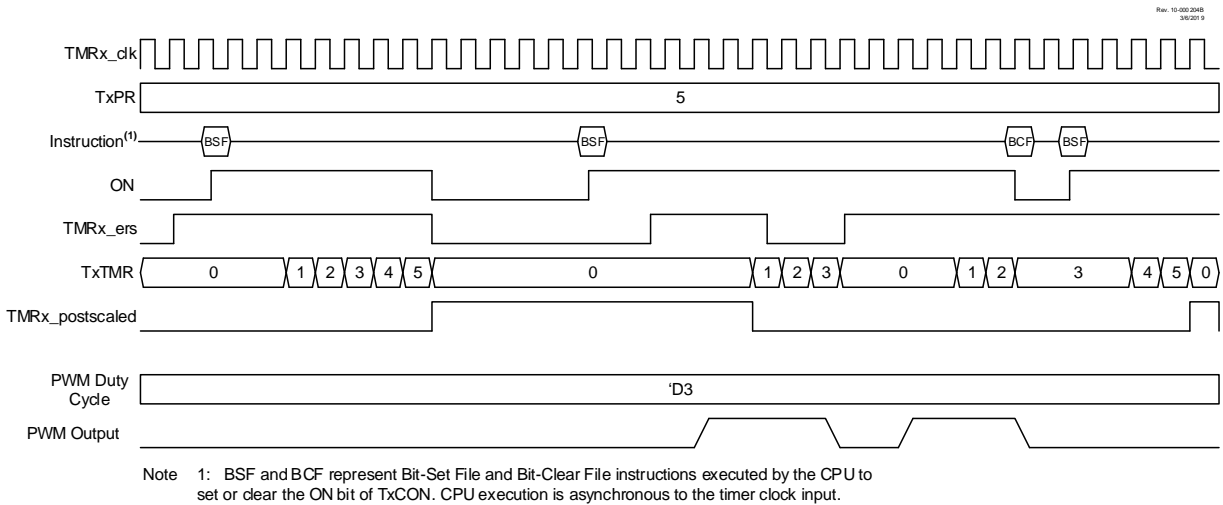 Rev. 10-000 204B
3/6/201 9
TMRx_clk
TxPR 5
Instruction(1) BSF BSF BCF BSF
ON
TMRx_ers
TxTMR 0 1 2 3 4 5 0 1 2 3 0 1 2 3 4 5 0
TMRx_postscaled
PWM Duty
Cycle
‘D3
PWM Output
Note 1: BSF and BCF represent Bit-Set File and Bit-Clear File instructions executed by the CPU to
set or clear the ON bit of TxCON. CPU execution is asynchronous to the timer clock input.